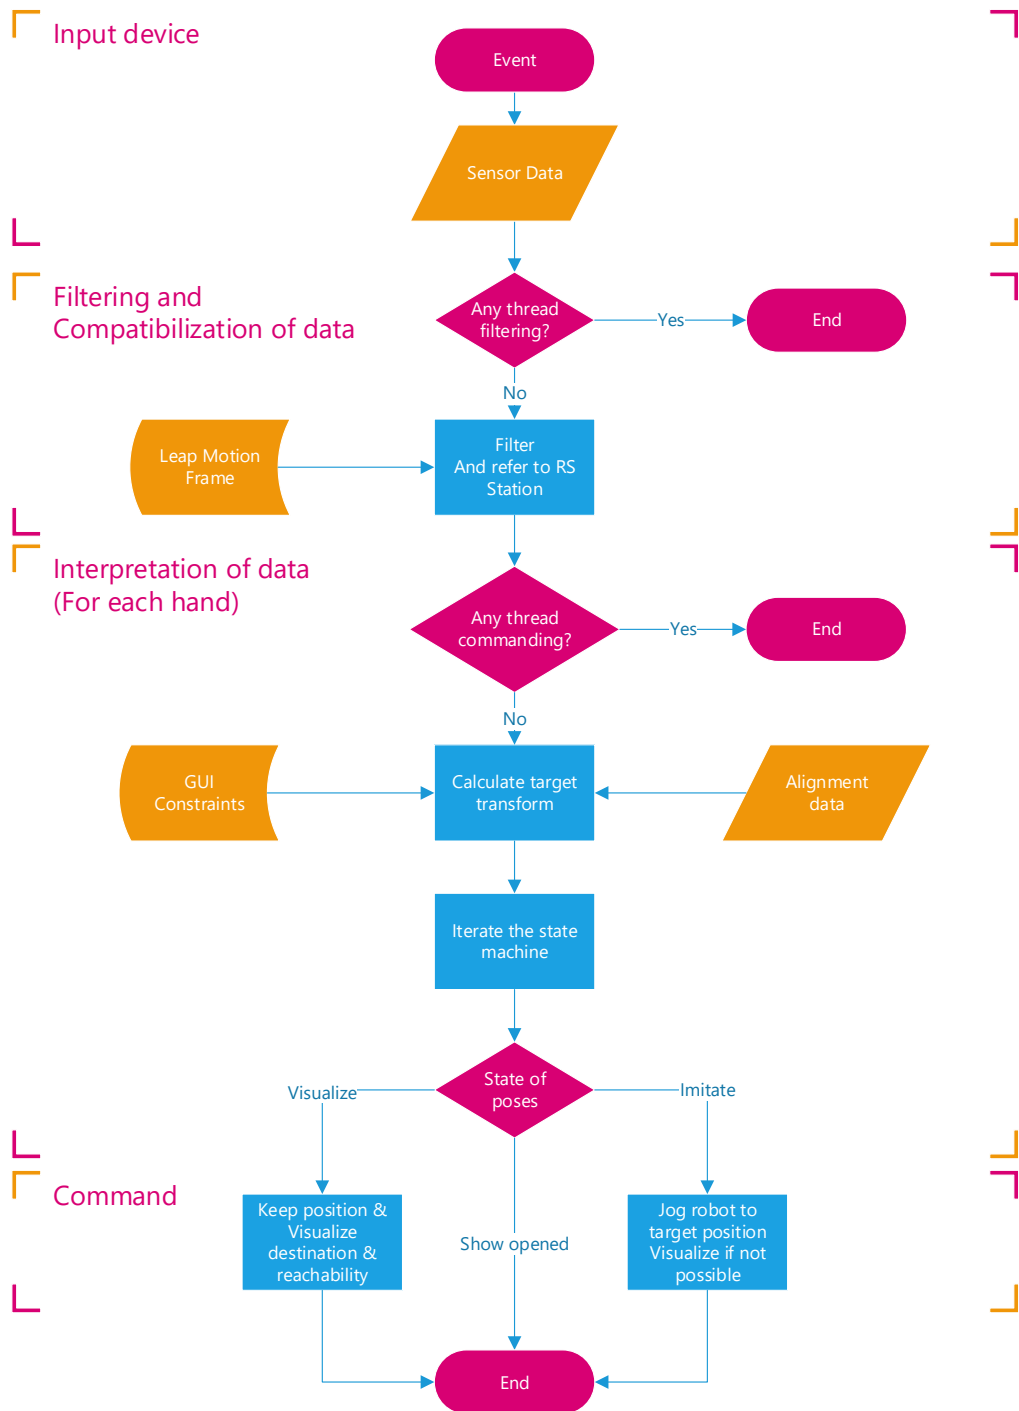 Input device
Event
Sensor Data
Filtering and
Compatibilization of data
Any thread
filtering?
Yes
End
No
Leap Motion
Frame
Filter
And refer to RS
Station
Interpretation of data
(For each hand)
Any thread
commanding?
Yes
End
No
GUI
Constraints
Calculate target
transform
Alignment
data
Iterate the state
machine
State of
poses
Visualize
Imitate
Command
Keep position &
Visualize
destination &
reachability
Show opened
Jog robot to
target position
Visualize if not
possible
End